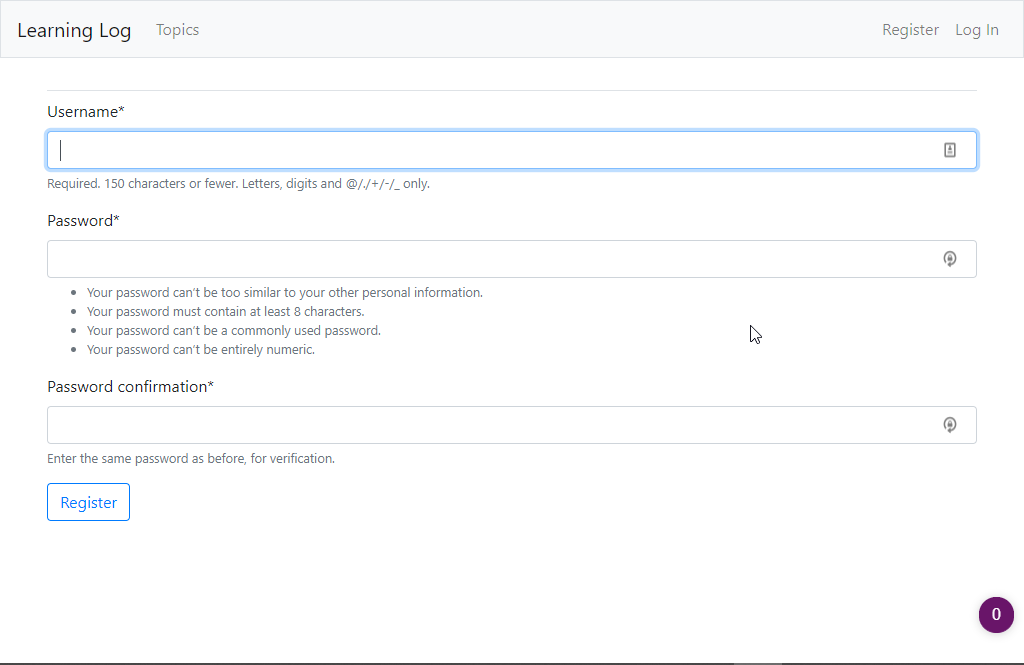 Learning Log Topics Register Log In
Username*
Required. 150 characters or fewer. Letters, digits and @/./+/-/_ only.
Password*
Your password can’t be too similar to your other personal information.
Your password must contain at least 8 characters.
Your password can’t be a commonly used password.
Your password can’t be entirely numeric.
Password confirmation*
Enter the same password as before, for verification.
Register
0